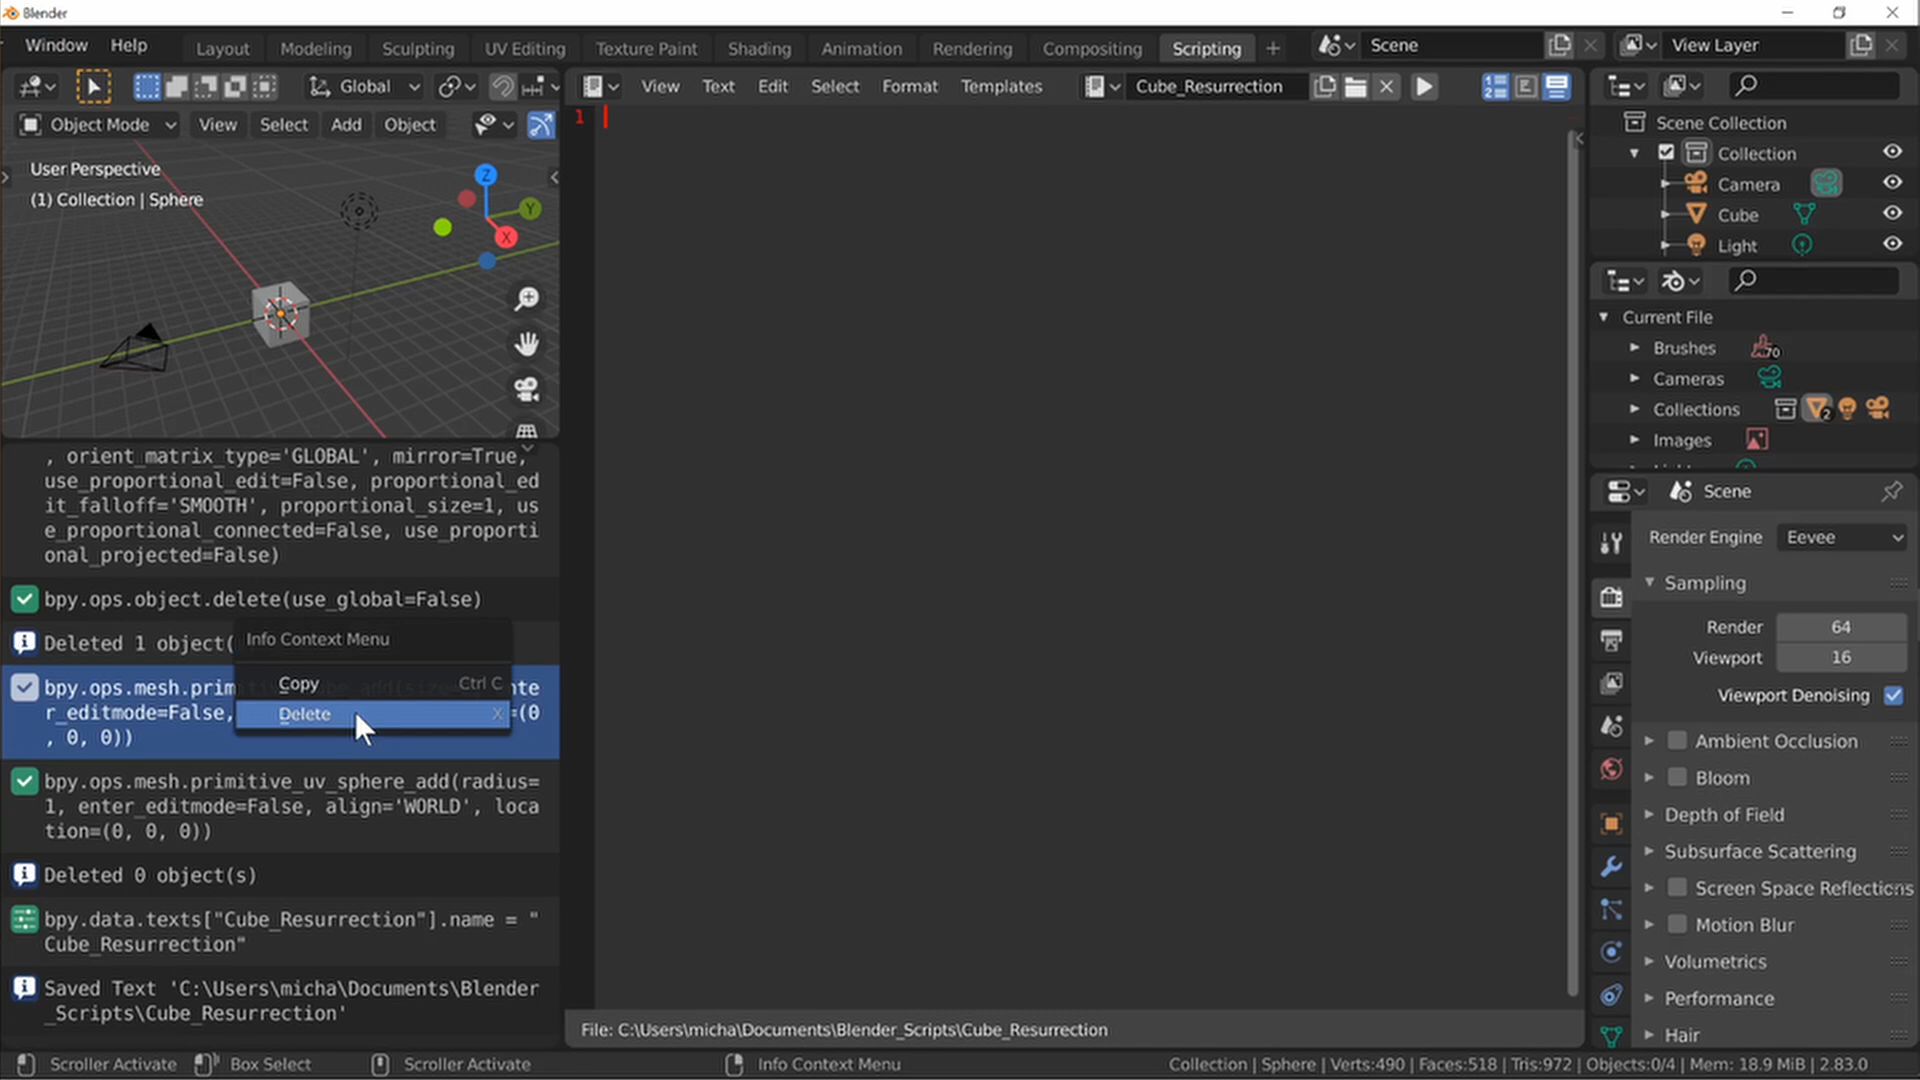 Blender
Window Help Layout Modeling Sculpting UV Editing Texture Paint Shading Animation Rendering Compositing Scripting + Scene View Layer
Global View Text Edit Select Format Templates Cube_Resurrection
Object Mode View Select Add Object
1
User Perspective
(1) Collection | Sphere
Z
Y
X
Scene Collection
Collection
Camera
Cube
Light
Current File
Brushes 70
Cameras
Collections 2
Images
, orient_matrix_type='GLOBAL', mirror=True,
use_proportional_edit=False, proportional_ed
it_falloff='SMOOTH', proportional_size=1, us
e_proportional_connected=False, use_proporti
onal_projected=False)
bpy.ops.object.delete(use_global=False)
Deleted 1 object(
Info Context Menu
Copy Ctrl C
Delete X
bpy.ops.mesh.prim nte
r_editmode=False, =(0
, 0, 0))
bpy.ops.mesh.primitive_uv_sphere_add(radius=
1, enter_editmode=False, align='WORLD', loca
tion=(0, 0, 0))
Deleted 0 object(s)
bpy.data.texts["Cube_Resurrection"].name = "
Cube_Resurrection"
Saved Text 'C:\Users\micha\Documents\Blender
_Scripts\Cube_Resurrection'
File: C:\Users\micha\Documents\Blender_Scripts\Cube_Resurrection
Scene
Render Engine Eevee
Sampling
Render 64
Viewport 16
Viewport Denoising
Ambient Occlusion
Bloom
Depth of Field
Subsurface Scattering
Screen Space Reflections
Motion Blur
Volumetrics
Performance
Hair
Scroller Activate Box Select Scroller Activate Info Context Menu Collection | Sphere | Verts:490 | Faces:518 | Tris:972 | Objects:0/4 | Mem: 18.9 MiB | 2.83.0